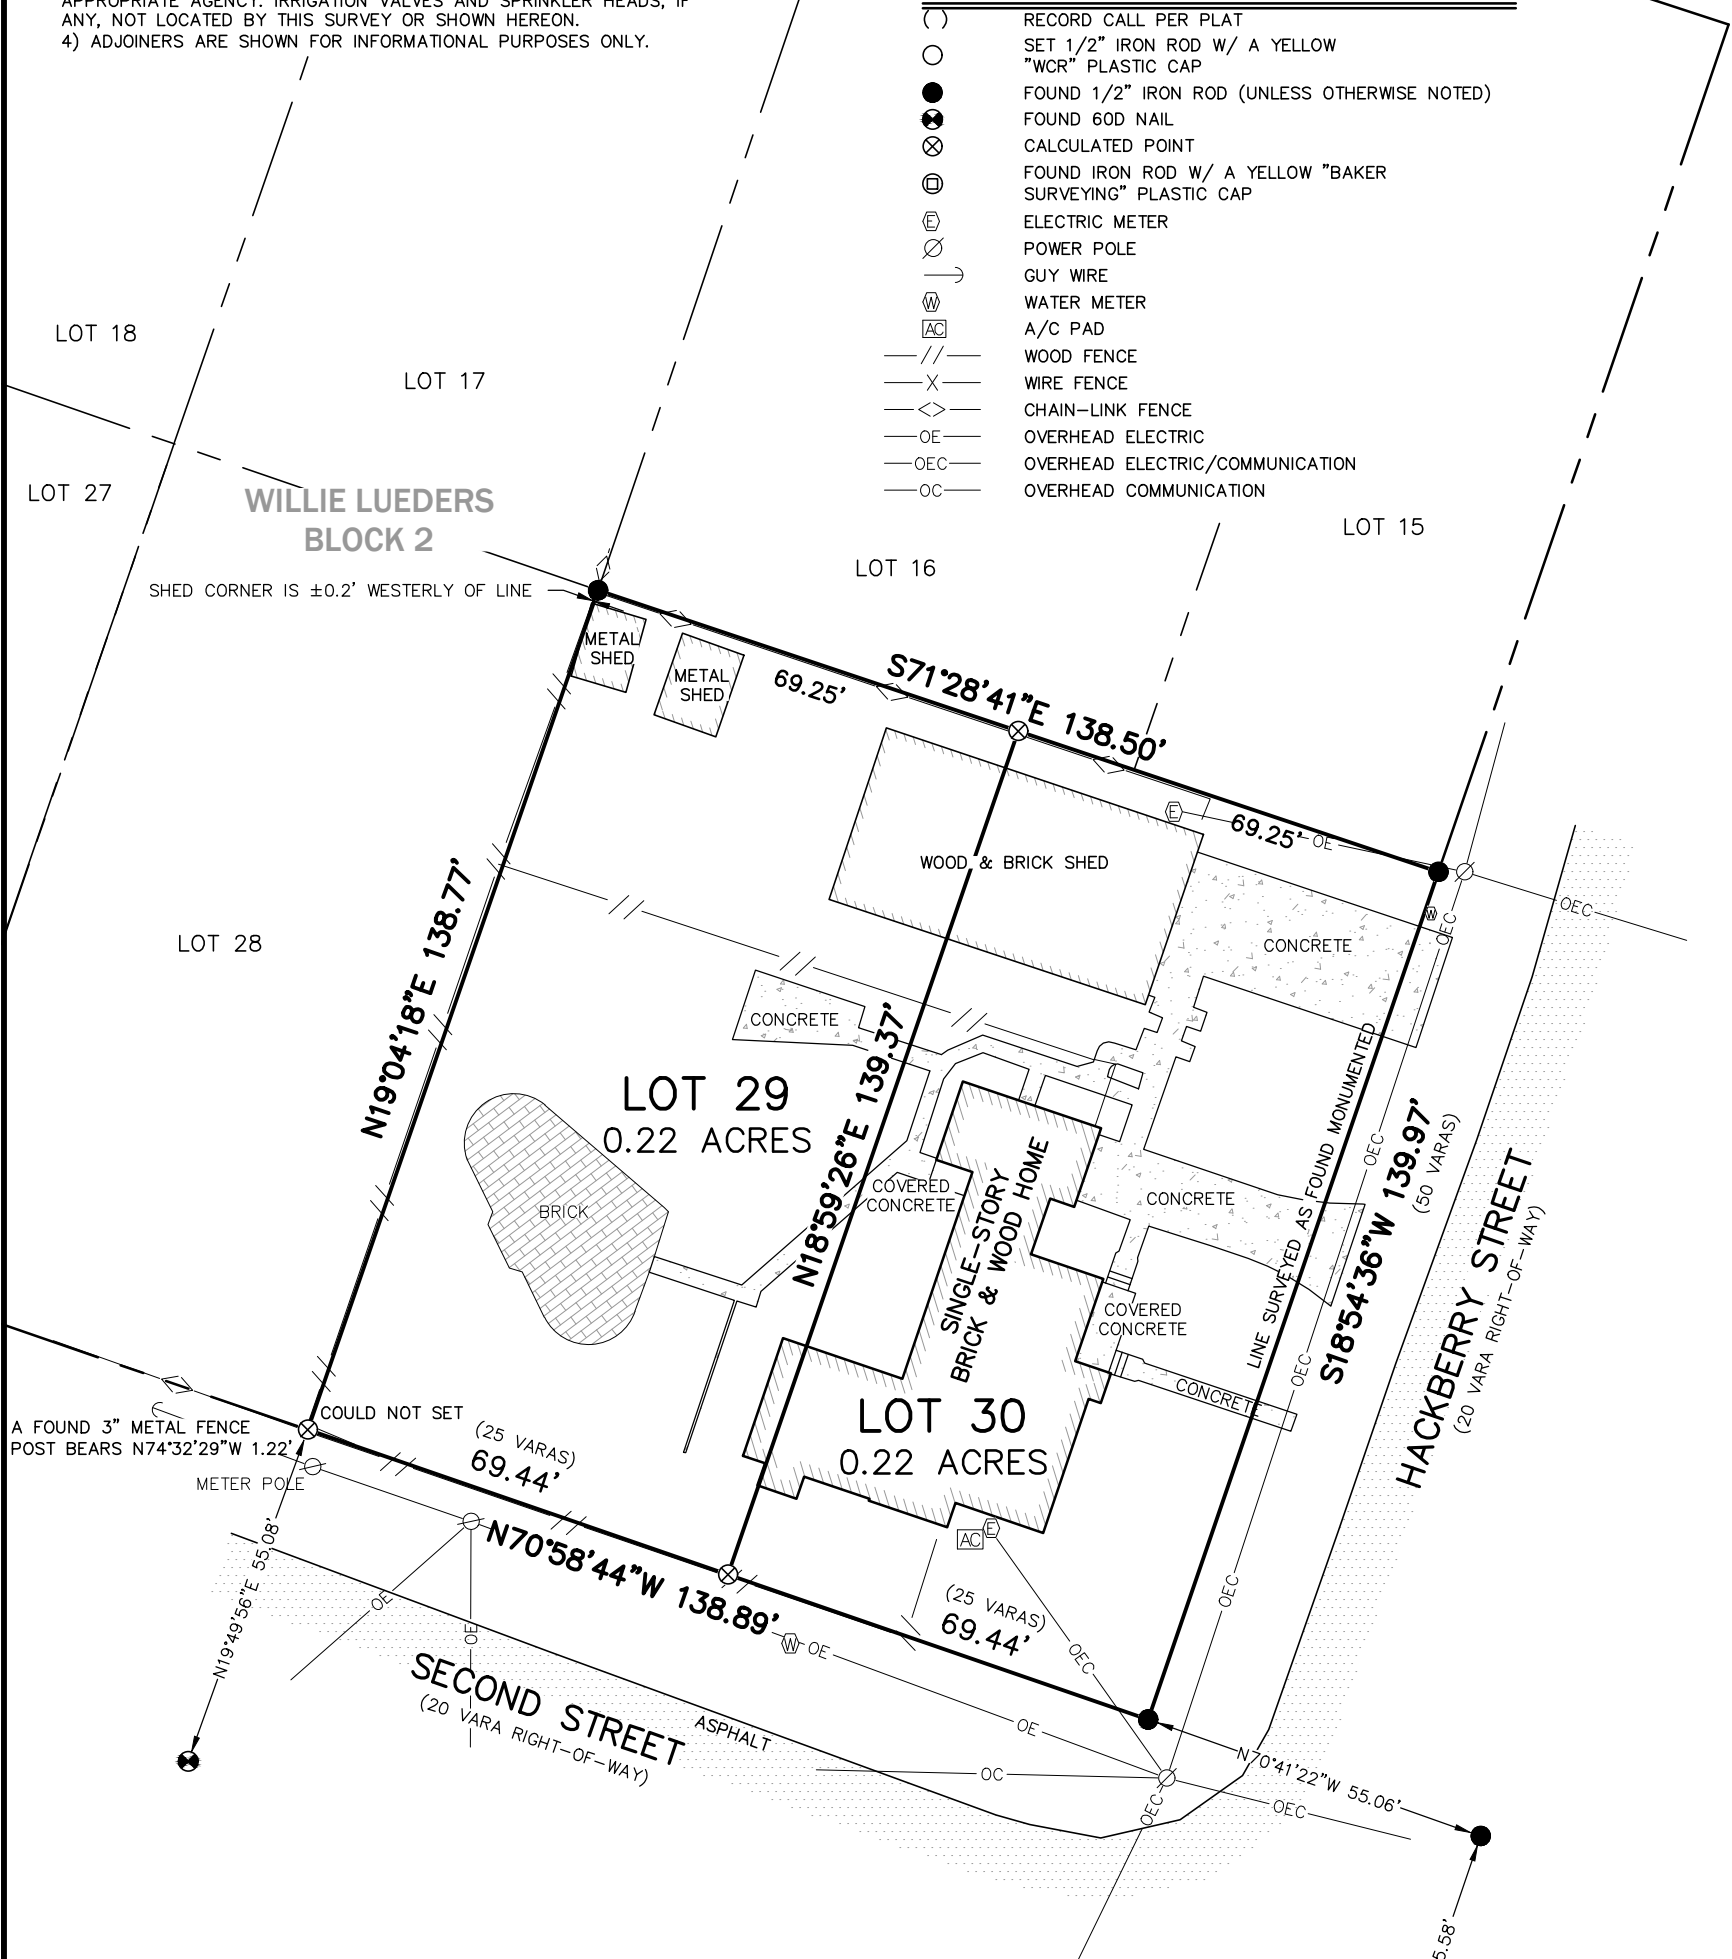 APPROPRIATE AGENCY. IRRIGATION VALVES AND SPRINKLER HEADS, IF
ANY, NOT LOCATED BY THIS SURVEY OR SHOWN HEREON.
4) ADJOINERS ARE SHOWN FOR INFORMATIONAL PURPOSES ONLY.
( ) RECORD CALL PER PLAT
SET 1/2" IRON ROD W/ A YELLOW
"WCR" PLASTIC CAP
FOUND 1/2" IRON ROD (UNLESS OTHERWISE NOTED)
FOUND 60D NAIL
CALCULATED POINT
FOUND IRON ROD W/ A YELLOW "BAKER
SURVEYING" PLASTIC CAP
E ELECTRIC METER
POWER POLE
GUY WIRE
W WATER METER
AC A/C PAD
// WOOD FENCE
X WIRE FENCE
<> CHAIN-LINK FENCE
OE OVERHEAD ELECTRIC
OEC OVERHEAD ELECTRIC/COMMUNICATION
OC OVERHEAD COMMUNICATION
LOT 18
LOT 17
LOT 27
WILLIE LUEDERS
BLOCK 2
LOT 15
LOT 16
SHED CORNER IS ±0.2' WESTERLY OF LINE
METAL
SHED
METAL
SHED
69.25'
S71°28'41"E 138.50'
E
69.25'
OE
WOOD & BRICK SHED
OEC
W
OEC
CONCRETE
LOT 28
N19°04'18"E 138.77'
CONCRETE
LOT 29
0.22 ACRES
N18°59'26"E 139.37'
BRICK
COVERED
CONCRETE
SINGLE-STORY
BRICK & WOOD HOME
CONCRETE
COVERED
CONCRETE
CONCRETE
LINE SURVEYED AS FOUND MONUMENTED
OEC
OEC
S18°54'36"W 139.97'
(50 VARAS)
HACKBERRY STREET
(20 VARA RIGHT-OF-WAY)
LOT 30
0.22 ACRES
A FOUND 3" METAL FENCE
POST BEARS N74°32'29"W 1.22'
COULD NOT SET
(25 VARAS)
69.44'
METER POLE
N19°49'56"E 55.08'
N70°58'44"W 138.89'
AC
E
(25 VARAS)
69.44'
OEC
OEC
OE
OE
W
OE
OE
OC
SECOND STREET
(20 VARA RIGHT-OF-WAY)
ASPHALT
N70°41'22"W 55.06'
OEC
OEC
5.58'